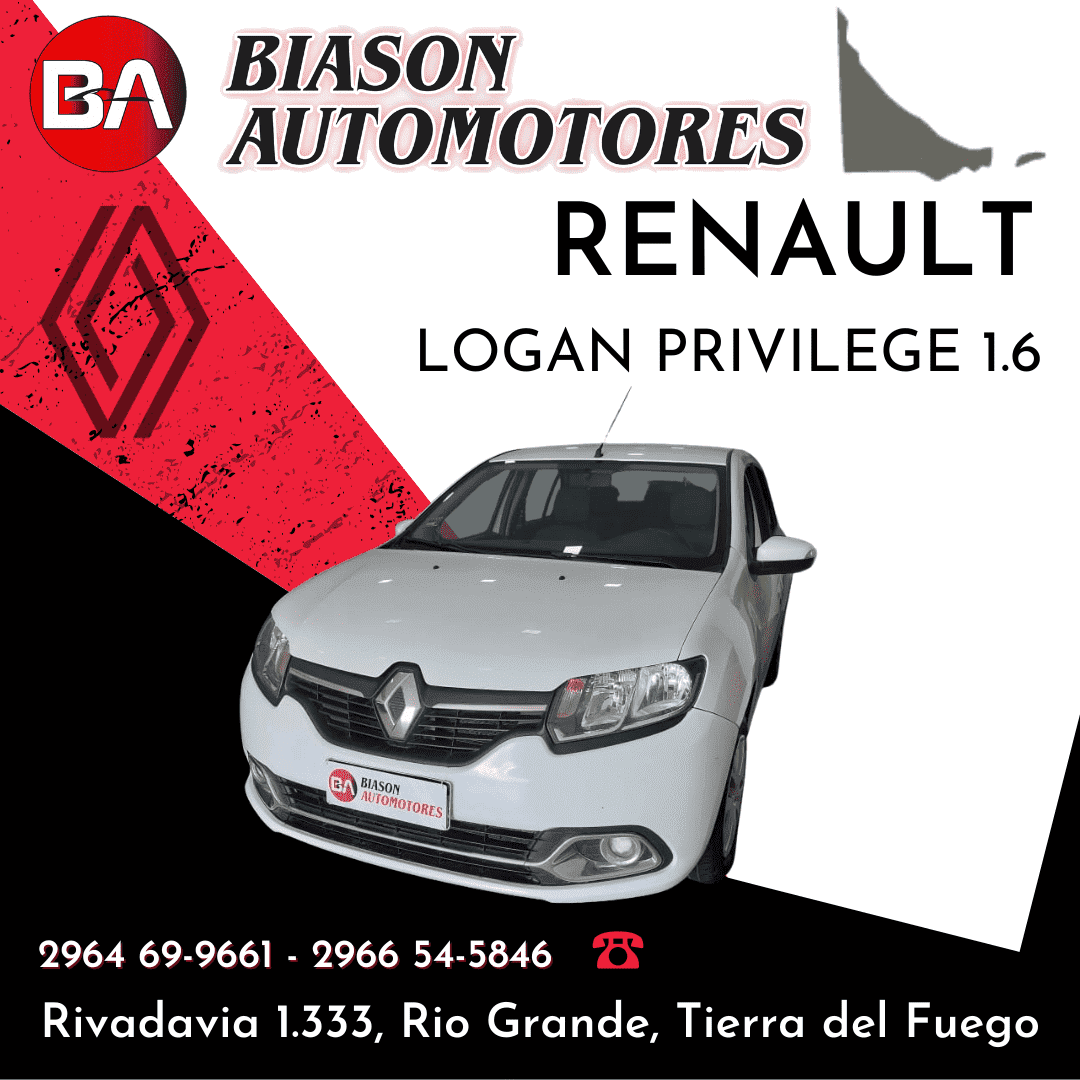 BA
BIASON
AUTOMOTORES
RENAULT
LOGAN PRIVILEGE 1.6
BA BIASON
AUTOMOTORES
2964 69-9661 - 2966 54-5846
Rivadavia 1.333, Rio Grande, Tierra del Fuego